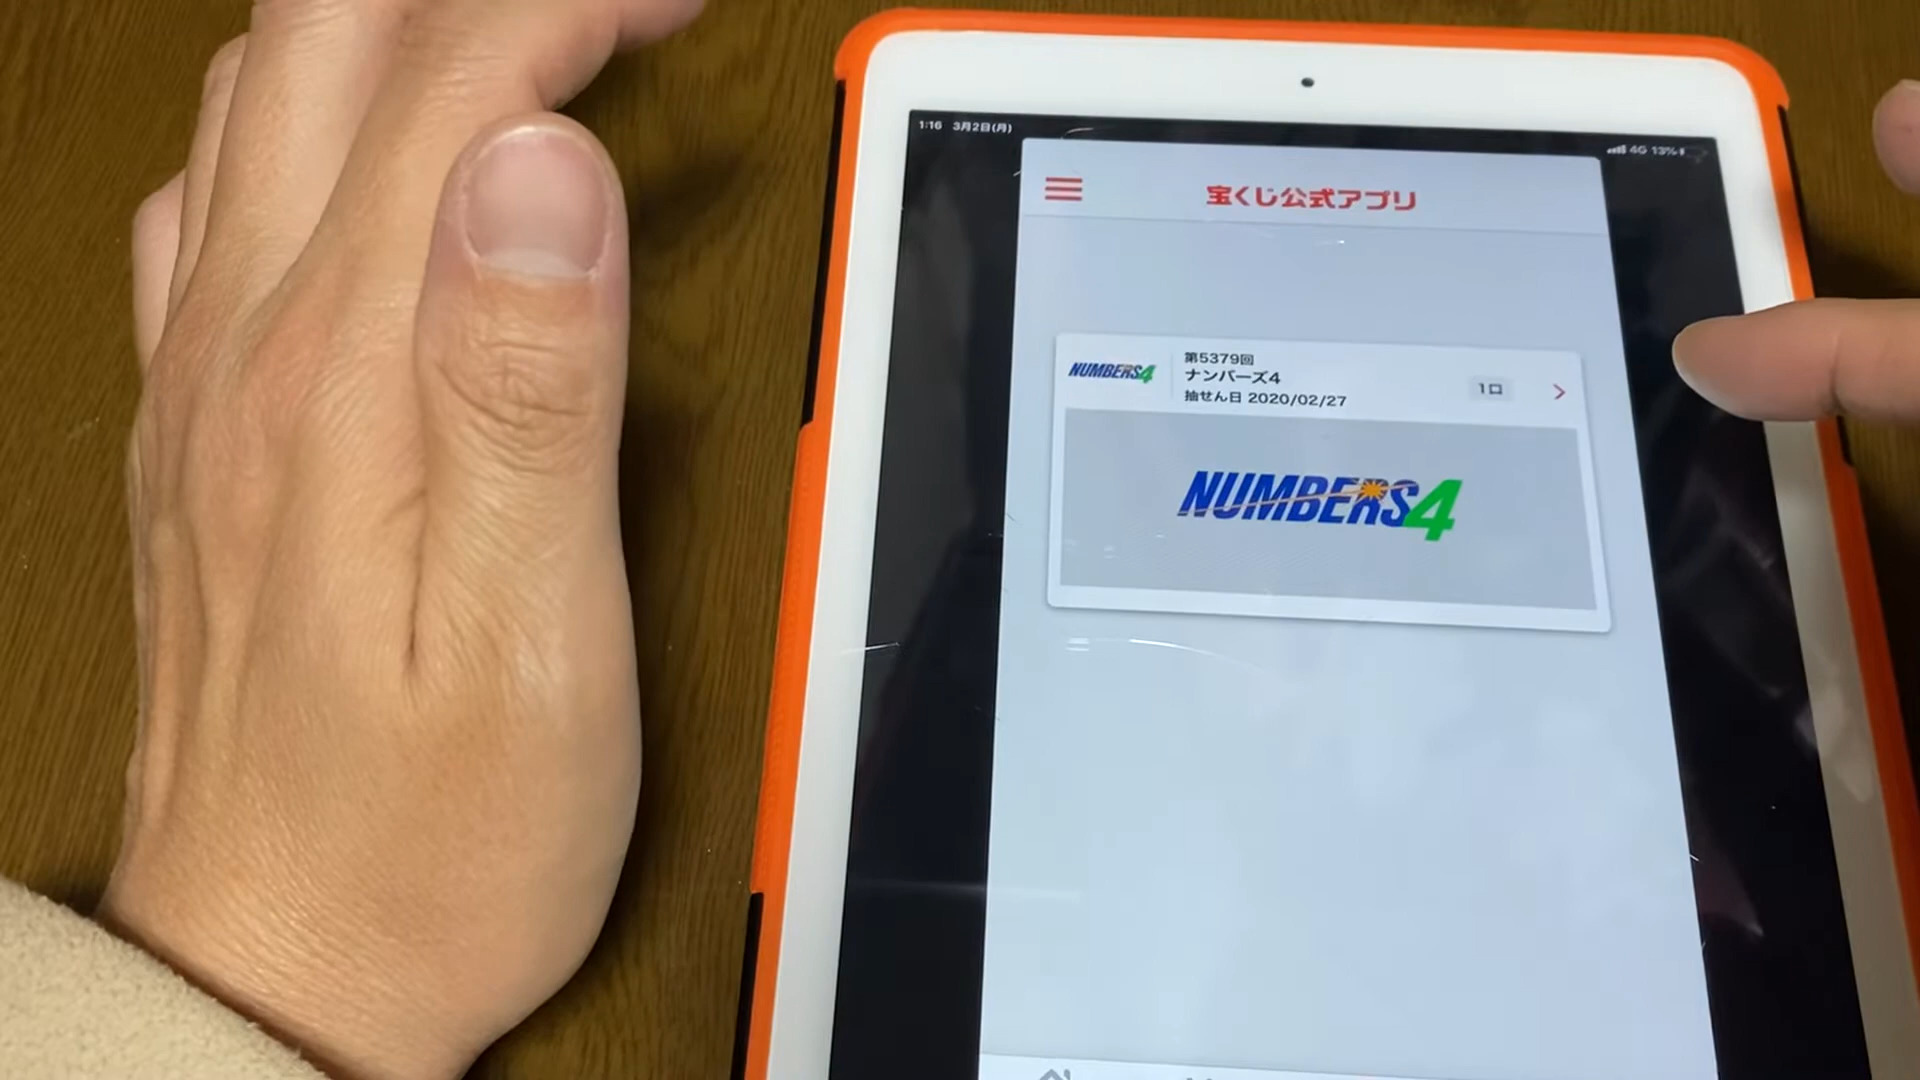 1:16 3月2日(月)
4G 13%
宝くじ公式アプリ
NUMBERS4
第5379回
ナンバーズ4
抽せん日 2020/02/27
1口
NUMBERS4